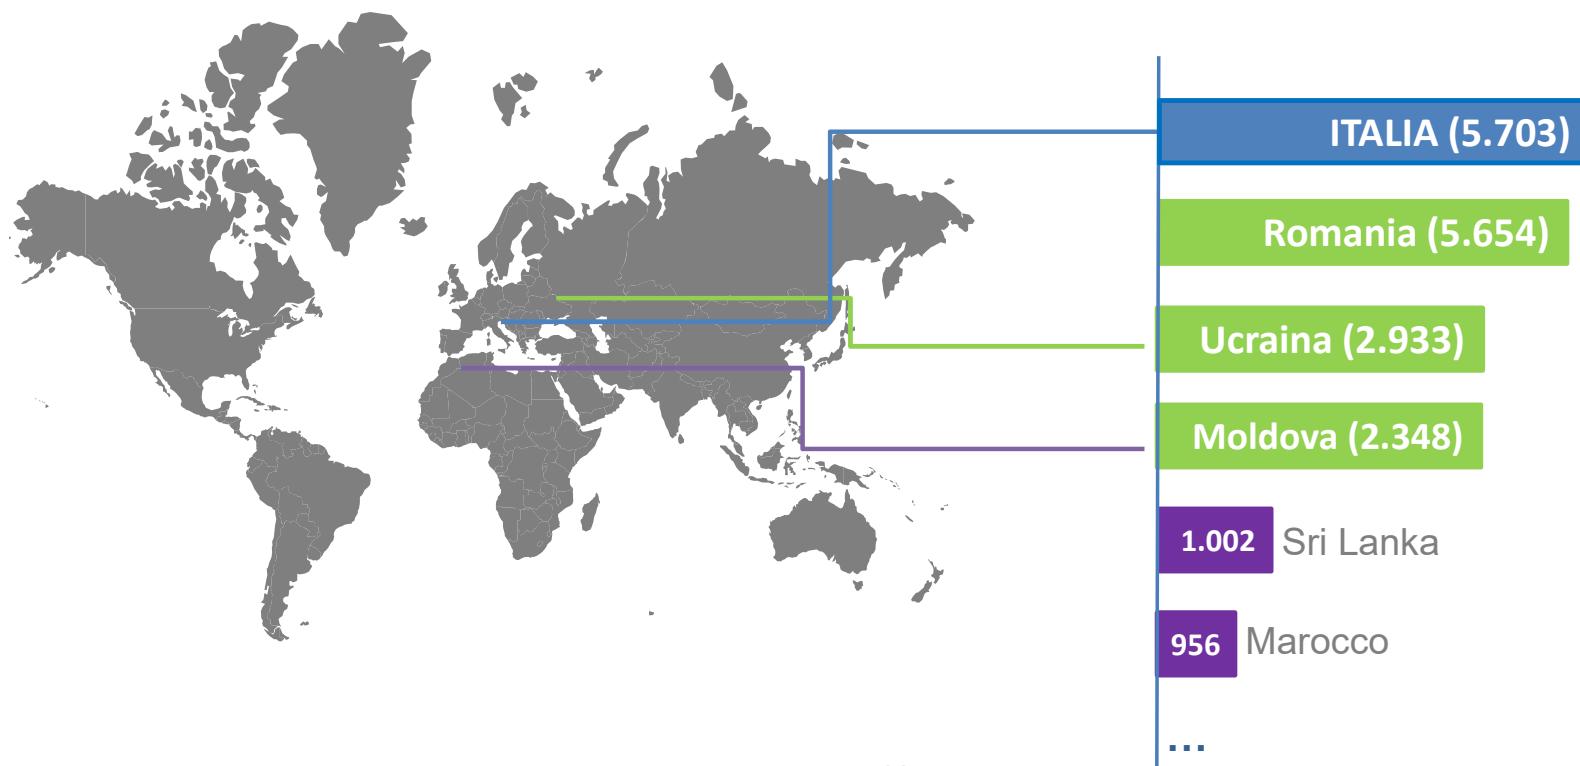 ITALIA (5.703)
Romania (5.654)
Ucraina (2.933)
Moldova (2.348)
1.002 Sri Lanka
956 Marocco
...